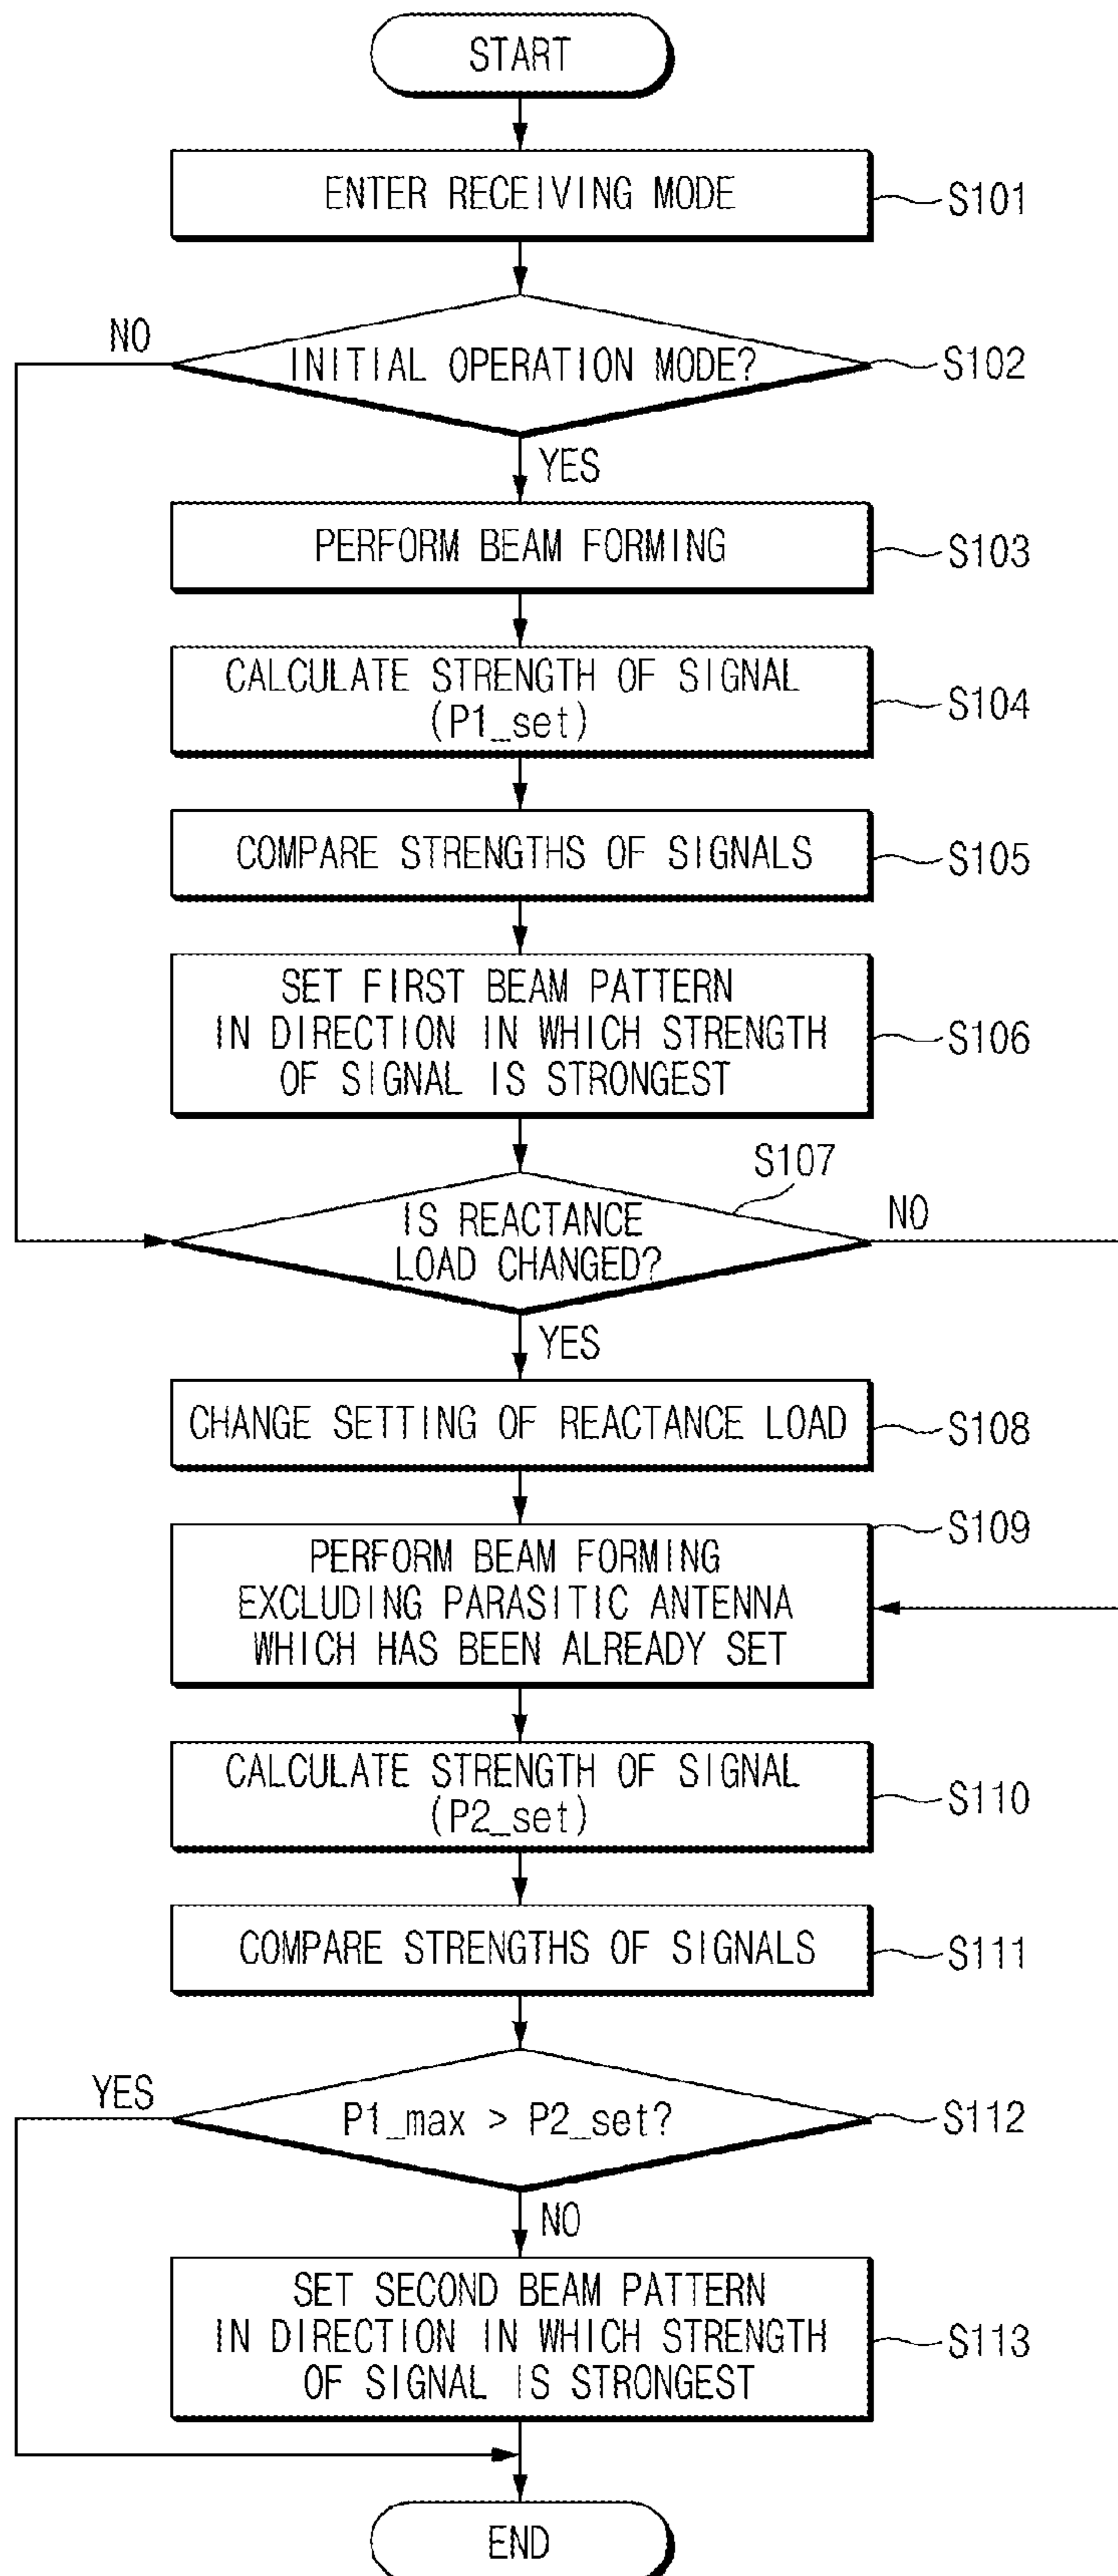 START
ENTER RECEIVING MODE
S101
NO
INITIAL OPERATION MODE?
S102
YES
PERFORM BEAM FORMING
S103
CALCULATE STRENGTH OF SIGNAL
(P1_set)
S104
COMPARE STRENGTHS OF SIGNALS
S105
SET FIRST BEAM PATTERN
IN DIRECTION IN WHICH STRENGTH
OF SIGNAL IS STRONGEST
S106
S107
IS REACTANCE
LOAD CHANGED?
NO
YES
CHANGE SETTING OF REACTANCE LOAD
S108
PERFORM BEAM FORMING
EXCLUDING PARASITIC ANTENNA
WHICH HAS BEEN ALREADY SET
S109
CALCULATE STRENGTH OF SIGNAL
(P2_set)
S110
COMPARE STRENGTHS OF SIGNALS
S111
YES
P1_max > P2_set?
S112
NO
SET SECOND BEAM PATTERN
IN DIRECTION IN WHICH STRENGTH
OF SIGNAL IS STRONGEST
S113
END